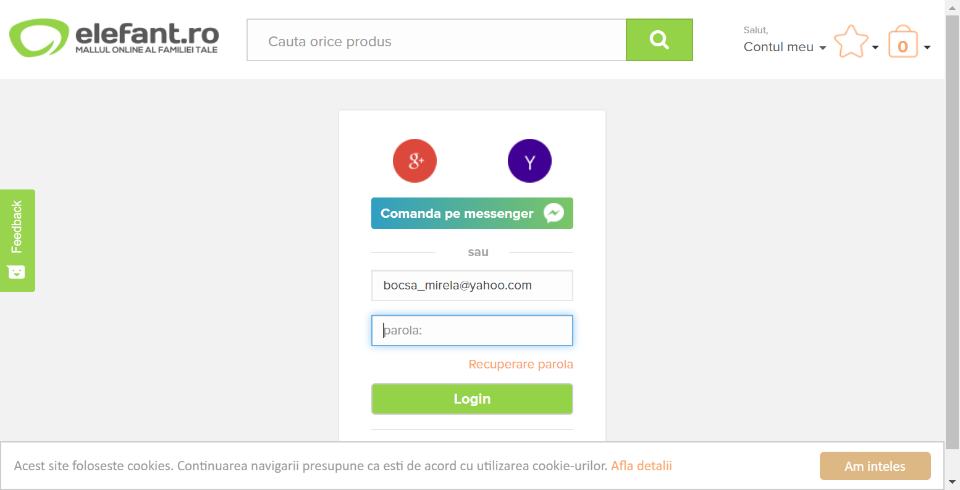 elefant.ro
MALLUL ONLINE AL FAMILIEI TALE
Cauta orice produs
Salut,
Contul meu
0
Feedback
g+
Y
Comanda pe messenger
sau
bocsa_mirela@yahoo.com
parola:
Recuperare parola
Login
Acest site foloseste cookies. Continuarea navigarii presupune ca esti de acord cu utilizarea cookie-urilor. Afla detalii
Am inteles